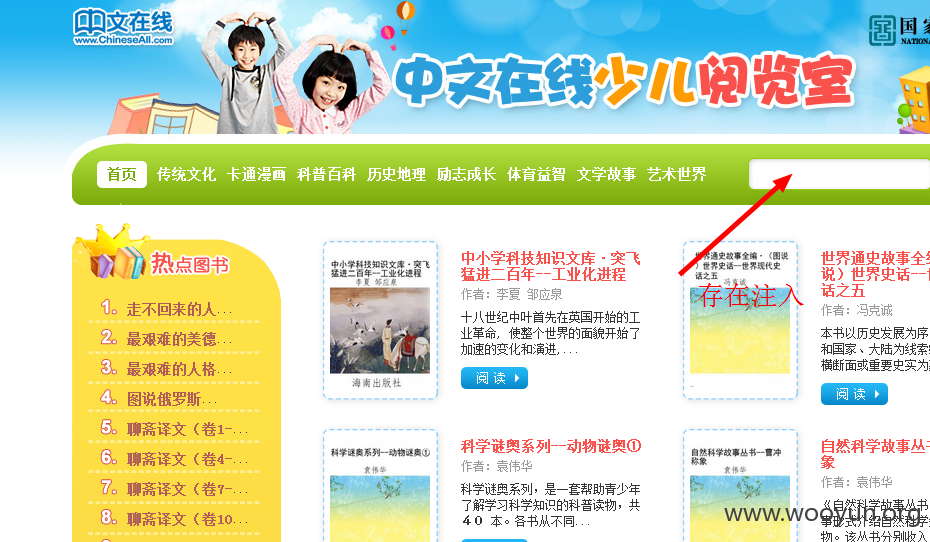 中文在线
www.ChineseAll.com
中文在线少儿阅览室
国家
NATIONA
首页 传统文化 卡通漫画 科普百科 历史地理 励志成长 体育益智 文学故事 艺术世界
热点图书
1. 走不回来的人...
2. 最艰难的美德...
3. 最艰难的人格...
4. 图说俄罗斯...
5. 聊斋译文（卷1-...
6. 聊斋译文（卷4-...
7. 聊斋译文（卷7-...
8. 聊斋译文（卷10...
中小学科技知识文库·突飞
猛进二百年--工业化进程
李夏 邹应泉
海南出版社
中小学科技知识文库·突飞
猛进二百年--工业化进程
作者：李夏 邹应泉
十八世纪中叶首先在英国开始的工
业革命，使整个世界的面貌开始了
加速的变化和演进,...
阅读
世界通史故事全编·（图说
）世界史话--世界现代史
话之五
冯克诚
存在注入
世界通史故事全编
说）世界史话--世
话之五
作者：冯克诚
本书以历史发展为序
和国家、大陆为线索
横断面或重要史实为
阅读
科学谜奥系列--动物谜奥①
袁伟华
科学谜奥系列--动物谜奥①
作者：袁伟华
科学谜奥系列，是一套帮助青少年
了解学习科学知识的科普读物，共
４０ 本。各书从不同...
自然科学故事丛书--曹冲
称象
袁伟华
自然科学故事丛书
象
作者：袁伟华
《自然科学故事丛书
事形式介绍自然科学
物。该从书分别收入
www.wooyun.org